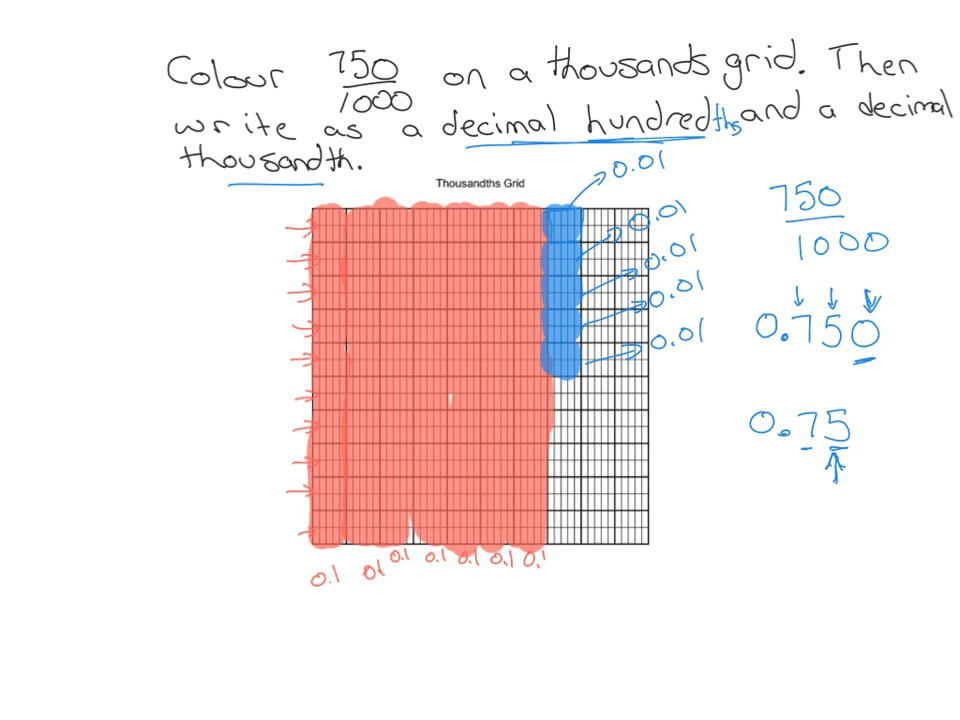 Colour 750/1000 on a thousands grid. Then
write as a decimal hundredths and a decimal
thousandth.
Thousandths Grid
0.01
0.01
0.01
0.01
0.01
750
1000
0.750
0.75
0.1 0.1 0.1 0.1 0.1 0.1 0.1